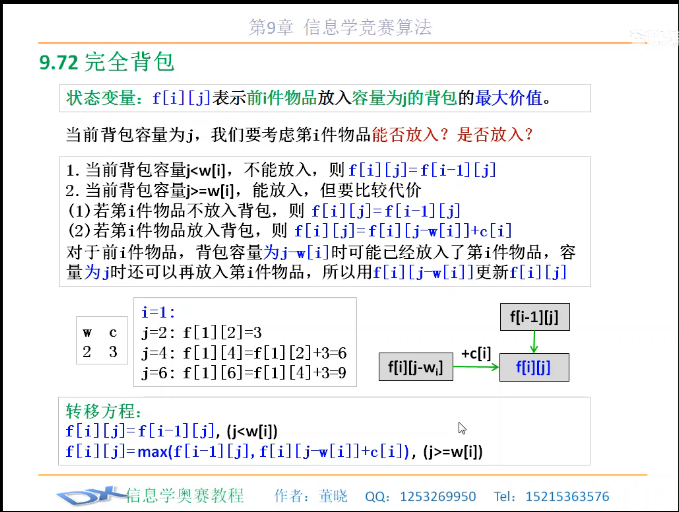 第9章 信息学竞赛算法
9.72 完全背包
状态变量：f[i][j]表示前i件物品放入容量为j的背包的最大价值。
当前背包容量为j，我们要考虑第i件物品能否放入？是否放入？
1.当前背包容量j<w[i]，不能放入，则 f[i][j]=f[i-1][j]
2.当前背包容量j>=w[i]，能放入，但要比较代价
(1)若第i件物品不放入背包，则 f[i][j]=f[i-1][j]
(2)若第i件物品放入背包，则 f[i][j]=f[i][j-w[i]]+c[i]
对于前i件物品，背包容量为j-w[i]时可能已经放入了第i件物品，容
量为j时还可以再放入第i件物品，所以用f[i][j-w[i]]更新f[i][j]
w c
2 3
i=1:
j=2: f[1][2]=3
j=4: f[1][4]=f[1][2]+3=6
j=6: f[1][6]=f[1][4]+3=9
f[i-1][j]
+c[i]
f[i][j-wi]
f[i][j]
转移方程：
f[i][j]=f[i-1][j], (j<w[i])
f[i][j]=max(f[i-1][j],f[i][j-w[i]]+c[i]), (j>=w[i])
信息学奥赛教程 作者：董晓 QQ：1253269950 Tel：15215363576